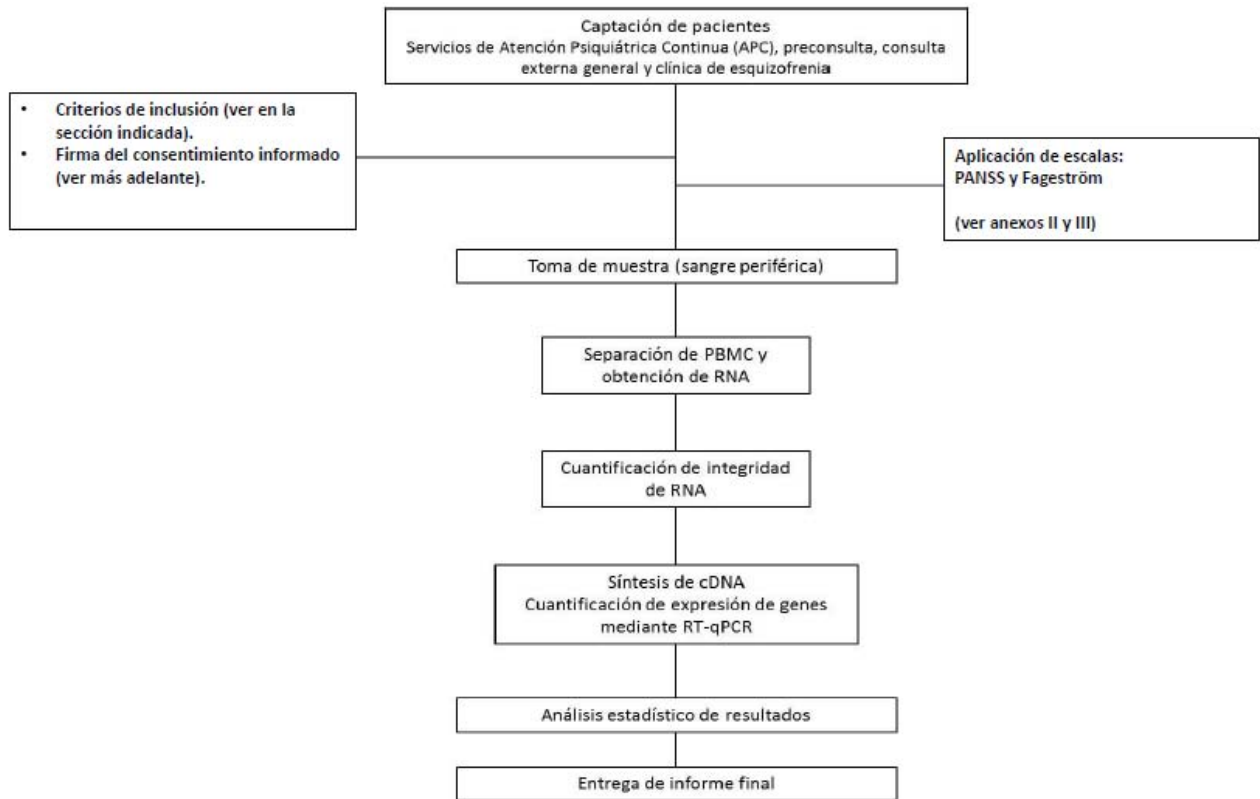 Captación de pacientes
Servicios de Atención Psiquiátrica Continua (APC), preconsulta, consulta
externa general y clínica de esquizofrenia
• Criterios de inclusión (ver en la
sección indicada).
• Firma del consentimiento informado
(ver más adelante).
Aplicación de escalas:
PANSS y Fageström
(ver anexos II y III)
Toma de muestra (sangre periférica)
Separación de PBMC y
obtención de RNA
Cuantificación de integridad
de RNA
Síntesis de cDNA
Cuantificación de expresión de genes
mediante RT-qPCR
Análisis estadístico de resultados
Entrega de informe final